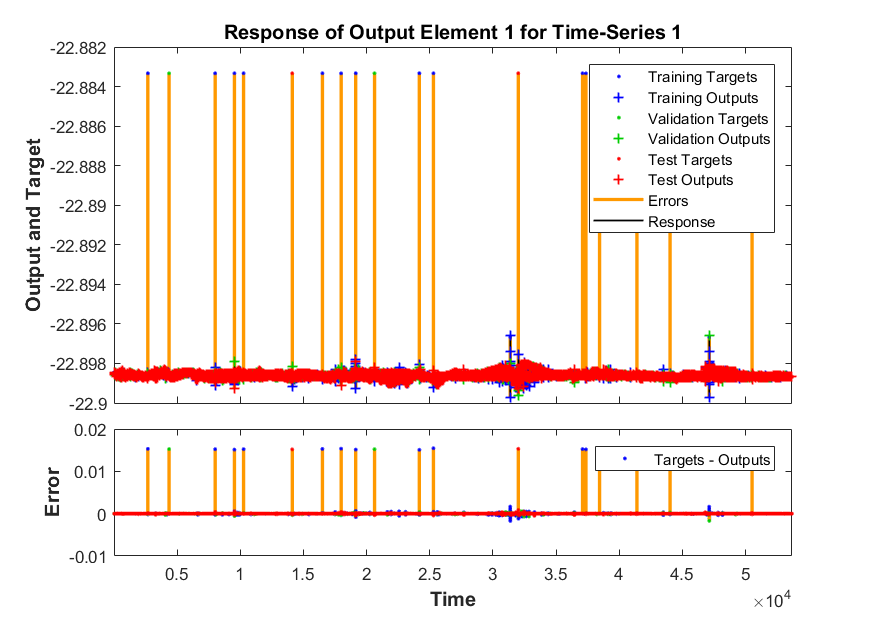 Response of Output Element 1 for Time-Series 1
-22.882
-22.884
-22.886
-22.888
-22.89
-22.892
-22.894
-22.896
-22.898
-22.9
Output and Target
Training Targets
Training Outputs
Validation Targets
Validation Outputs
Test Targets
Test Outputs
Errors
Response
0.02
0.01
0
-0.01
Error
Targets - Outputs
0.5 1 1.5 2 2.5 3 3.5 4 4.5 5
Time
×10⁴